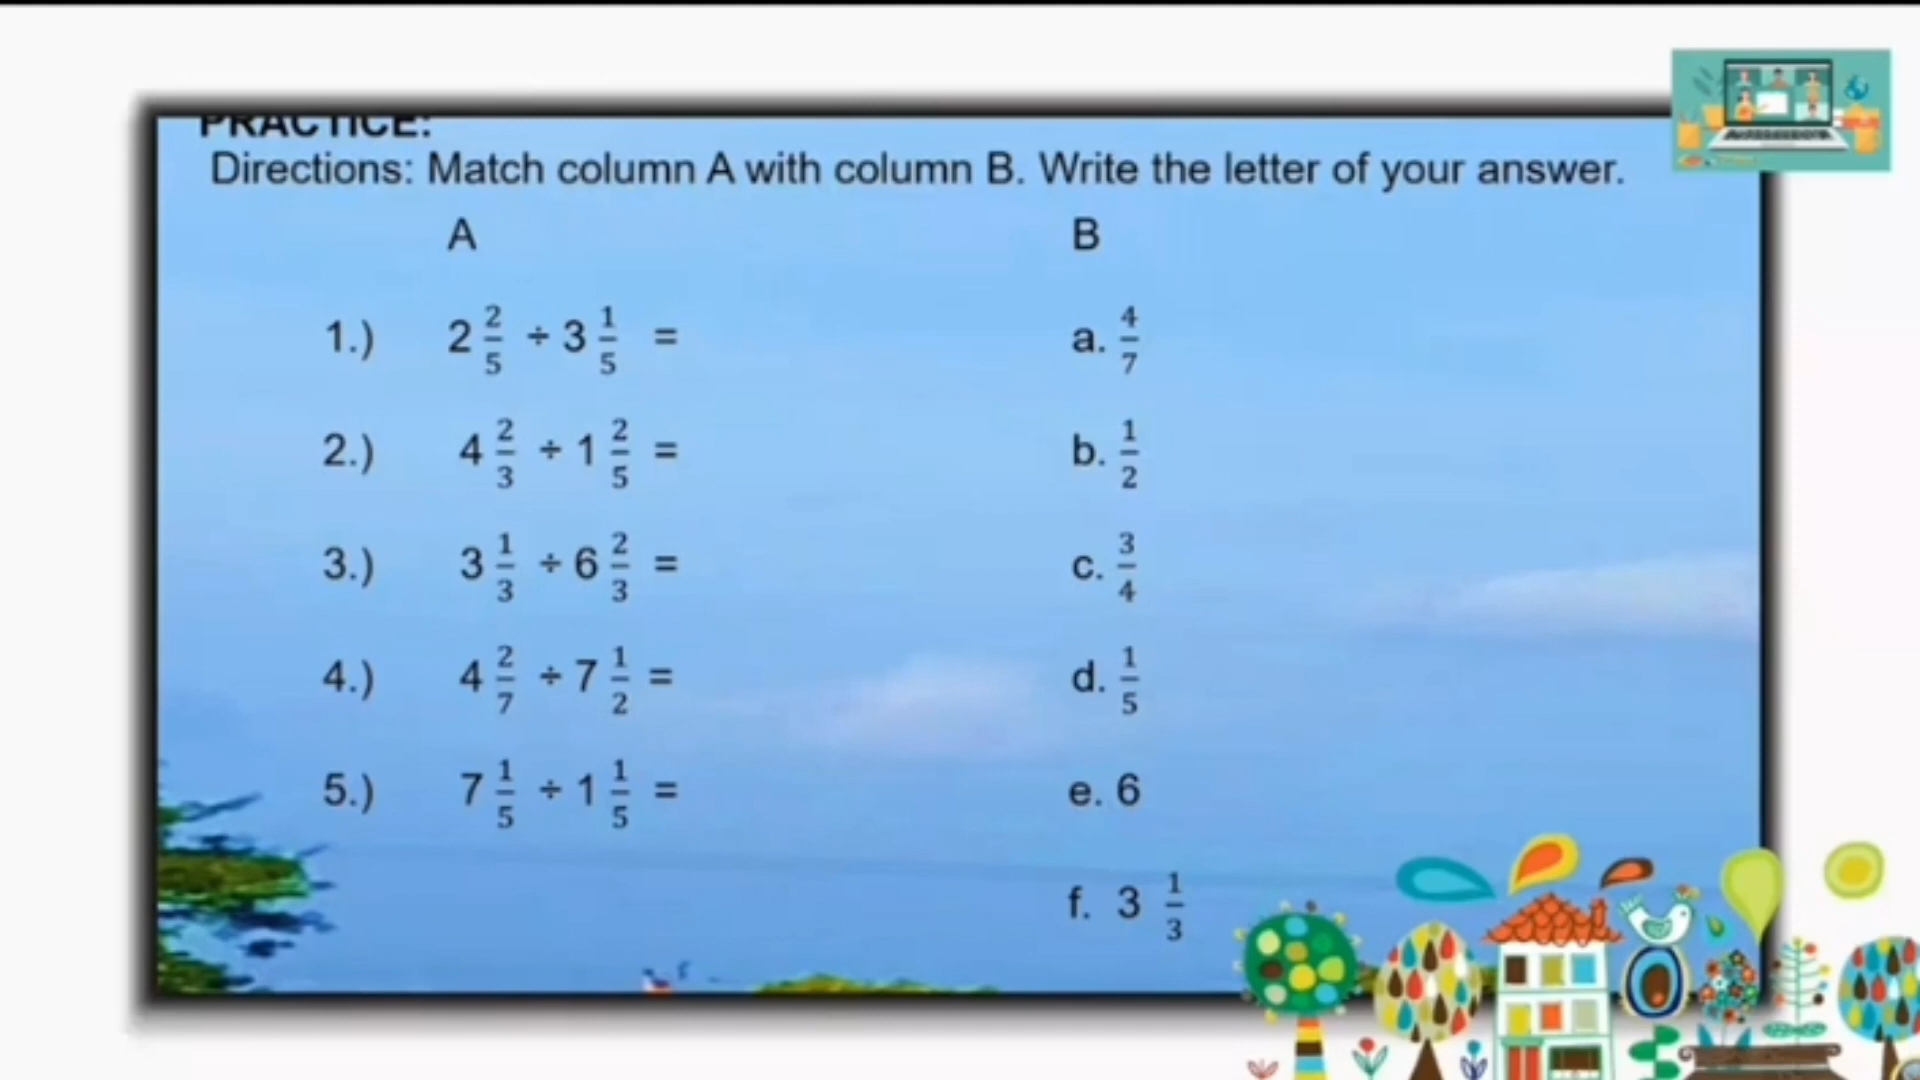 PRACTICE:
Directions: Match column A with column B. Write the letter of your answer.
A B
1.) 2 2/5 ÷ 3 1/5 = a. 4/7
2.) 4 2/3 ÷ 1 2/5 = b. 1/2
3.) 3 1/3 ÷ 6 2/3 = c. 3/4
4.) 4 2/7 ÷ 7 1/2 = d. 1/5
5.) 7 1/5 ÷ 1 1/5 = e. 6
f. 3 1/3